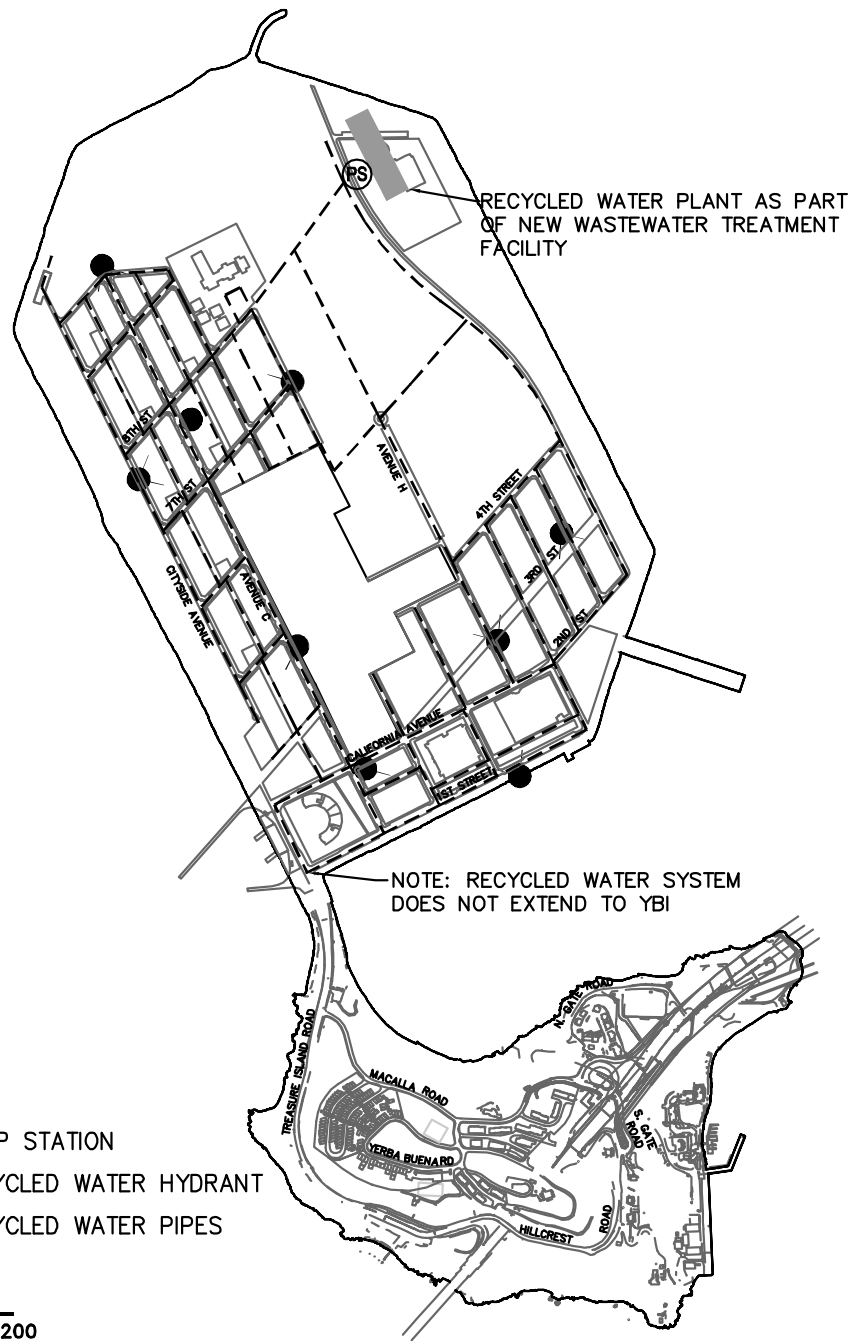 PS
RECYCLED WATER PLANT AS PART
OF NEW WASTEWATER TREATMENT
FACILITY
8TH ST
7TH ST
AVENUE H
4TH STREET
3RD ST
2ND ST
CITYSIDE AVENUE
AVENUE C
CALIFORNIA AVENUE
1ST STREET
NOTE: RECYCLED WATER SYSTEM
DOES NOT EXTEND TO YBI
N. GATE ROAD
TREASURE ISLAND ROAD
MACALLA ROAD
S. GATE
ROAD
YERBA BUENARD
HILLCREST
ROAD
P STATION
YCLED WATER HYDRANT
YCLED WATER PIPES
200